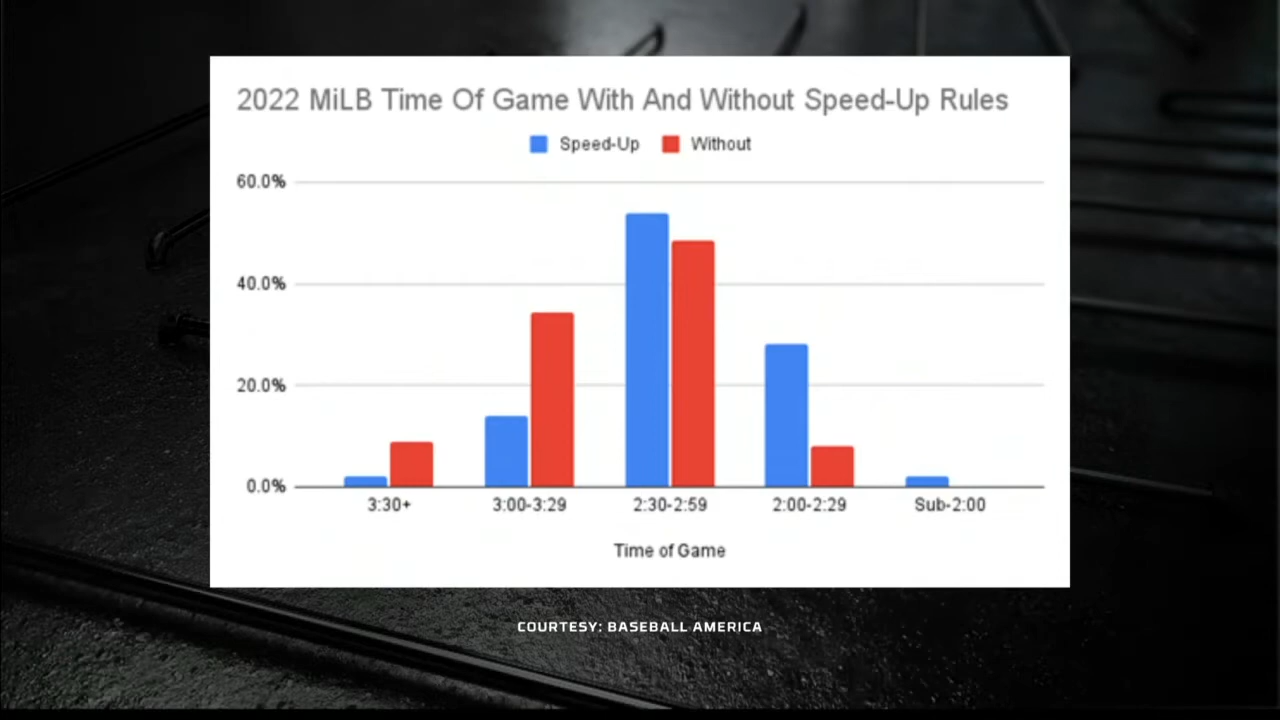 2022 MiLB Time Of Game With And Without Speed-Up Rules
Speed-Up Without
60.0%
40.0%
20.0%
0.0%
3:30+ 3:00-3:29 2:30-2:59 2:00-2:29 Sub-2:00
Time of Game
COURTESY: BASEBALL AMERICA